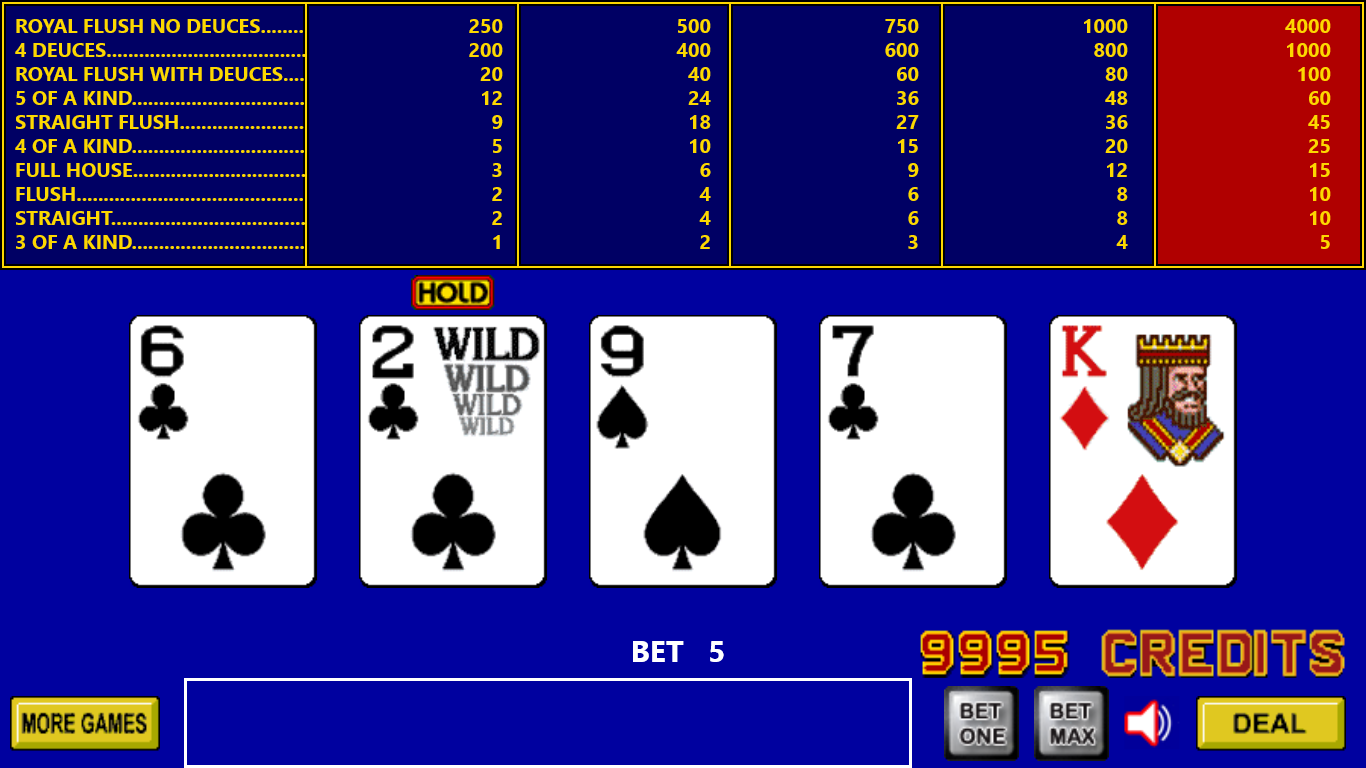 ROYAL FLUSH NO DEUCES........ 250 500 750 1000 4000
4 DEUCES..................................... 200 400 600 800 1000
ROYAL FLUSH WITH DEUCES.... 20 40 60 80 100
5 OF A KIND................................ 12 24 36 48 60
STRAIGHT FLUSH....................... 9 18 27 36 45
4 OF A KIND................................ 5 10 15 20 25
FULL HOUSE................................ 3 6 9 12 15
FLUSH.......................................... 2 4 6 8 10
STRAIGHT.................................... 2 4 6 8 10
3 OF A KIND................................ 1 2 3 4 5
HOLD
6 2 WILD 9 7 K
WILD
WILD
WILD
BET 5
9995 CREDITS
MORE GAMES
BET ONE
BET MAX
DEAL